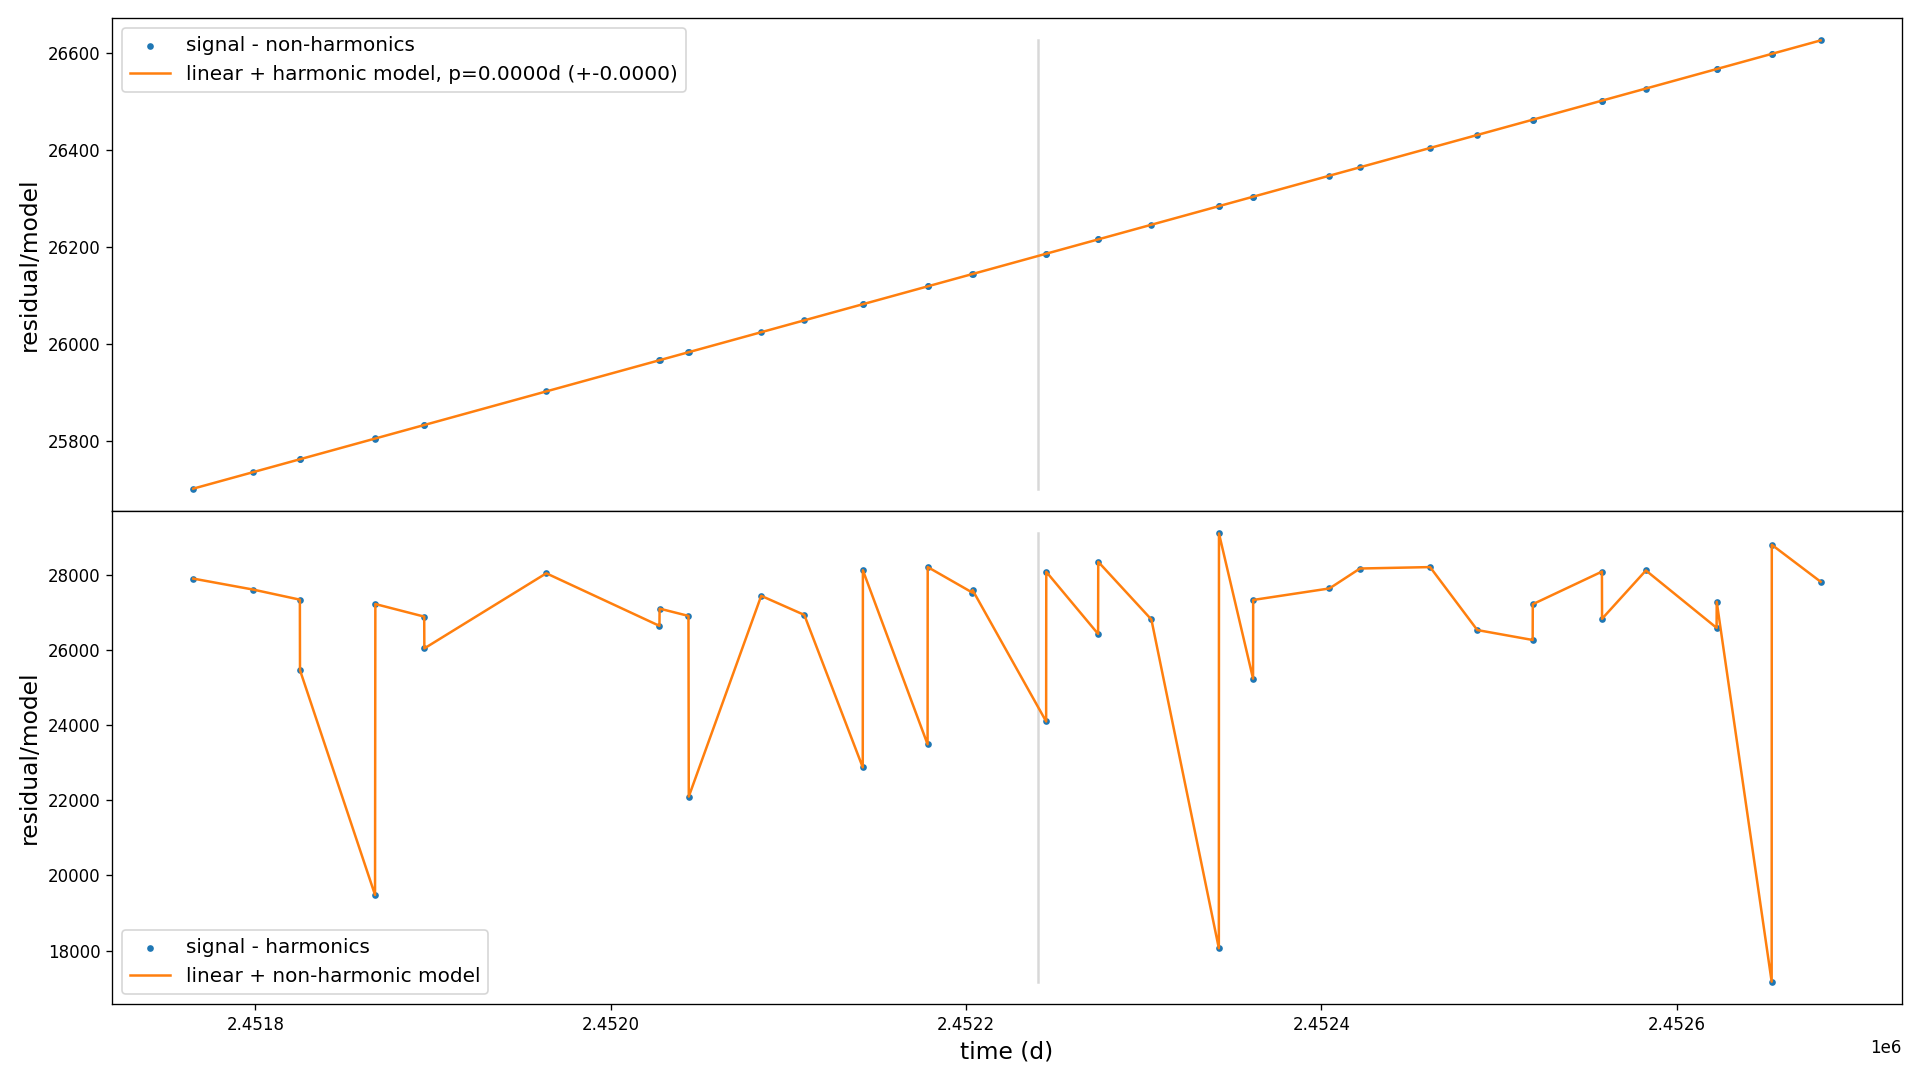 signal - non-harmonics
linear + harmonic model, p=0.0000d (+-0.0000)
26600
26400
26200
26000
25800
residual/model
28000
26000
24000
22000
20000
18000
residual/model
signal - harmonics
linear + non-harmonic model
2.4518 2.4520 2.4522 2.4524 2.4526
time (d)
1e6